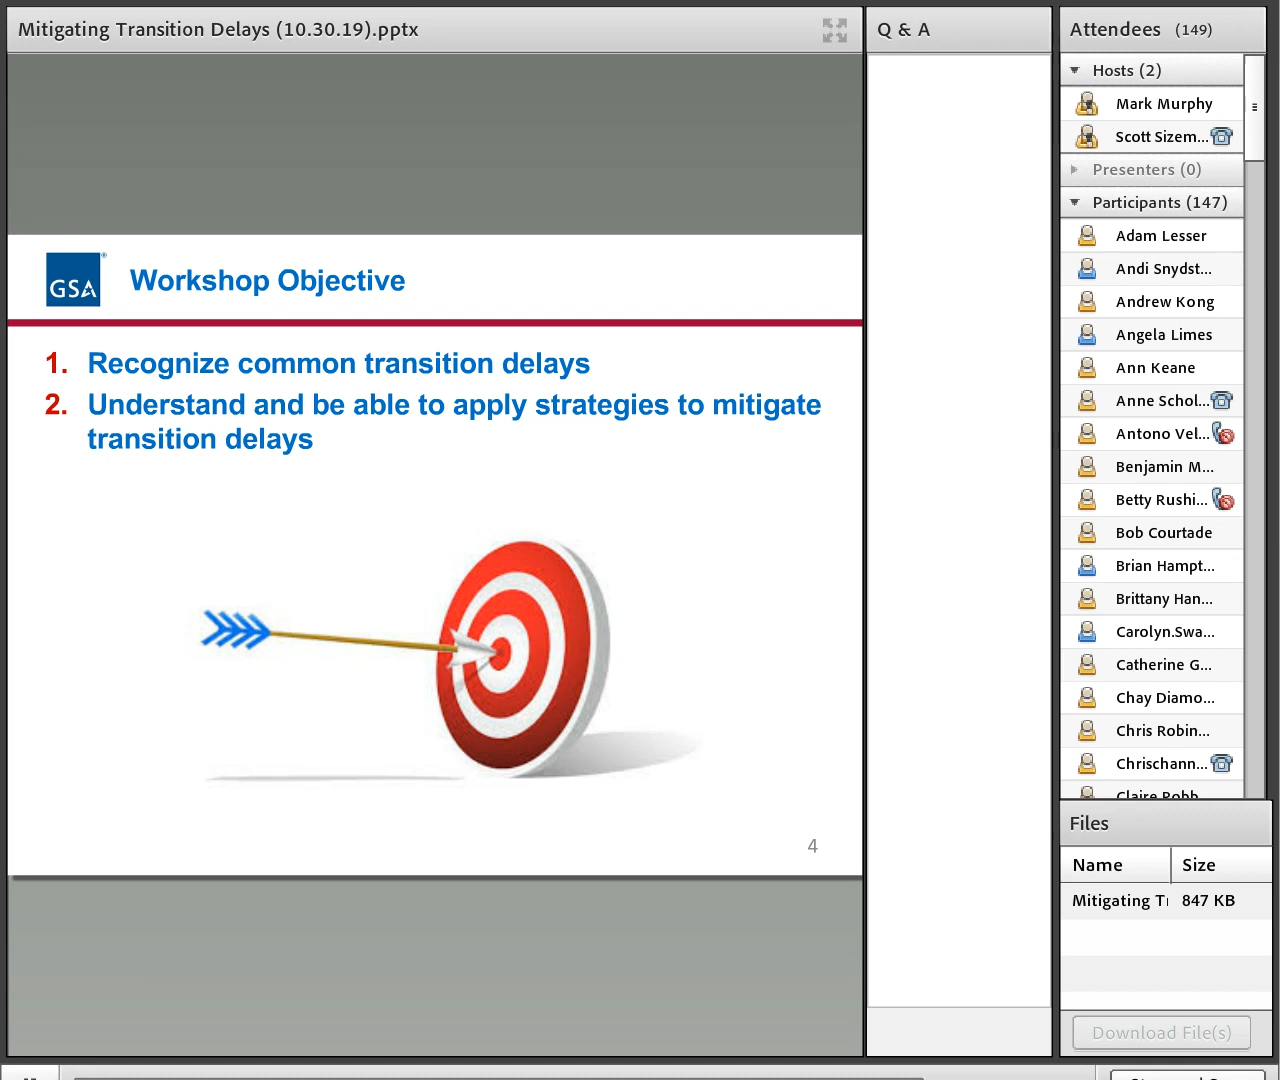 Mitigating Transition Delays (10.30.19).pptx
GSA
®
Workshop Objective
1. Recognize common transition delays
2. Understand and be able to apply strategies to mitigate
transition delays
4
Q & A
Attendees (149)
Hosts (2)
Mark Murphy
Scott Sizem...
Presenters (0)
Participants (147)
Adam Lesser
Andi Snydst...
Andrew Kong
Angela Limes
Ann Keane
Anne Schol...
Antono Vel...
Benjamin M...
Betty Rushi...
Bob Courtade
Brian Hampt...
Brittany Han...
Carolyn.Swa...
Catherine G...
Chay Diamo...
Chris Robin...
Chrischann...
Claire Robb
Files
Name Size
Mitigating Tr 847 KB
Download File(s)